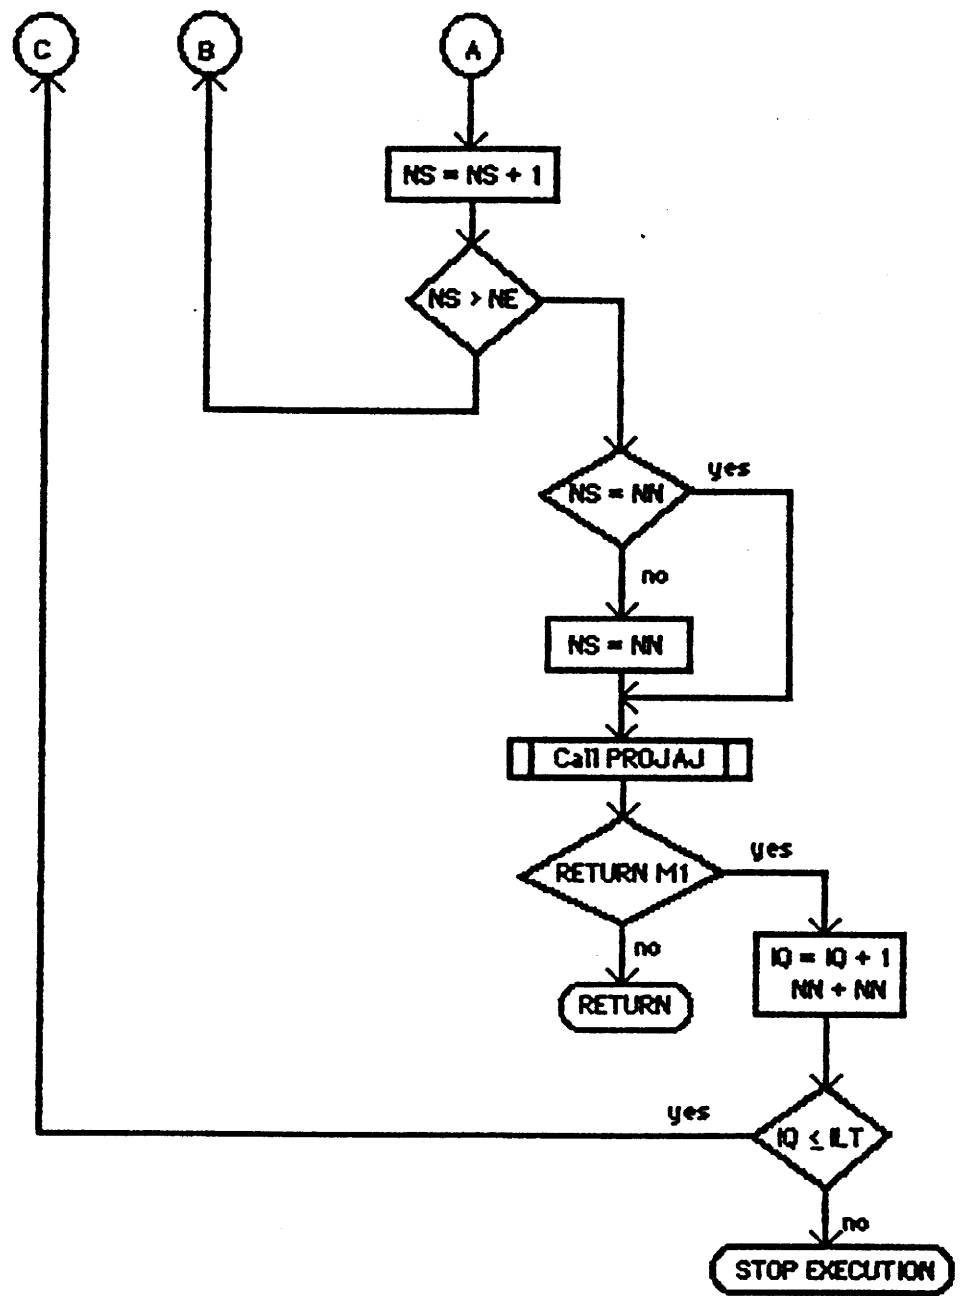 C
B
A
NS = NS + 1
NS > NE
NS = NN
yes
no
NS = NN
Call PROJAJ
RETURN M1
yes
no
RETURN
IQ = IQ + 1
NN + NN
IQ ≤ ILT
yes
no
STOP EXECUTION